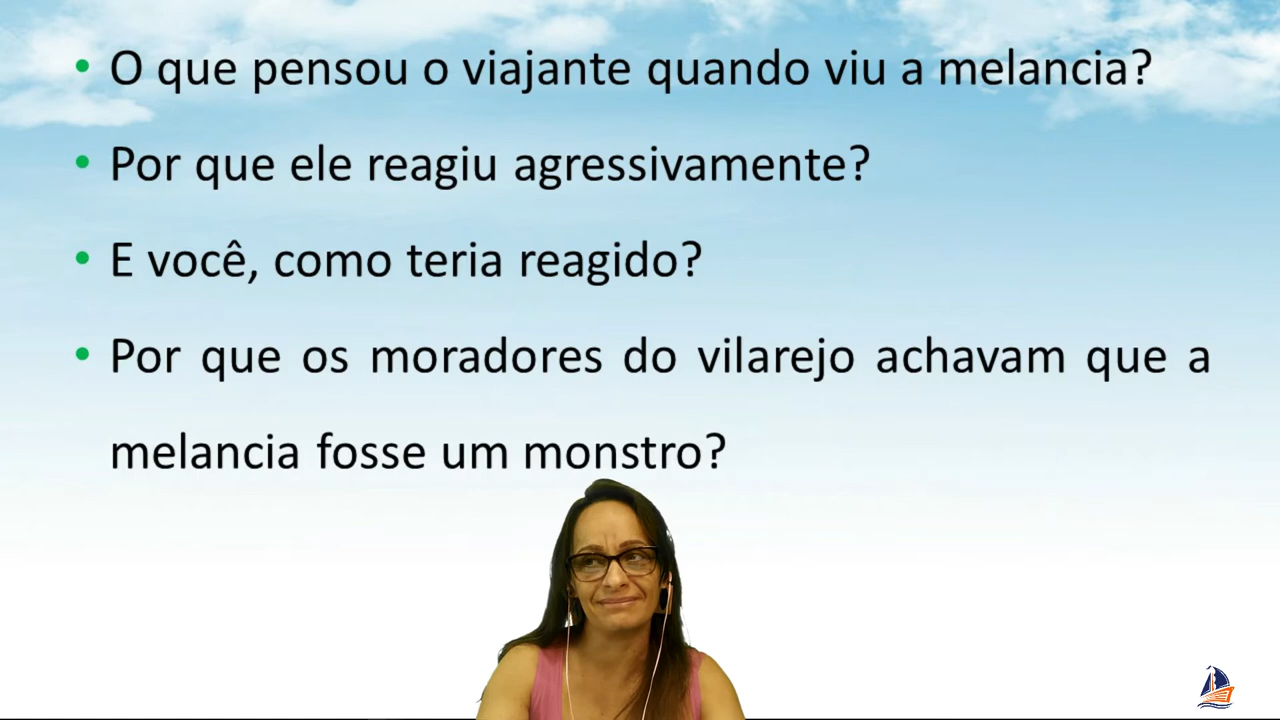 • O que pensou o viajante quando viu a melancia?
• Por que ele reagiu agressivamente?
• E você, como teria reagido?
• Por que os moradores do vilarejo achavam que a
melancia fosse um monstro?